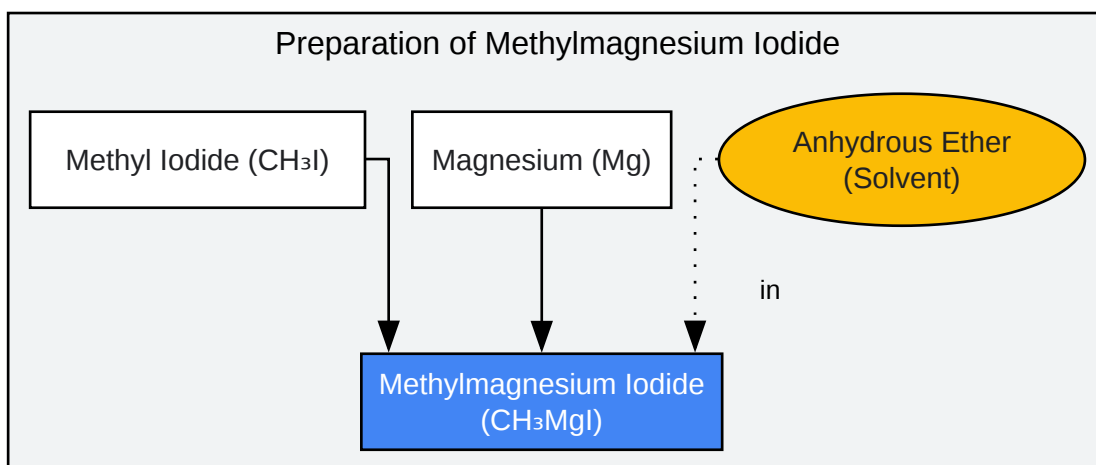 Preparation of Methylmagnesium Iodide
Methyl Iodide (CH₃I)
Magnesium (Mg)
Anhydrous Ether
(Solvent)
in
Methylmagnesium Iodide
(CH₃MgI)